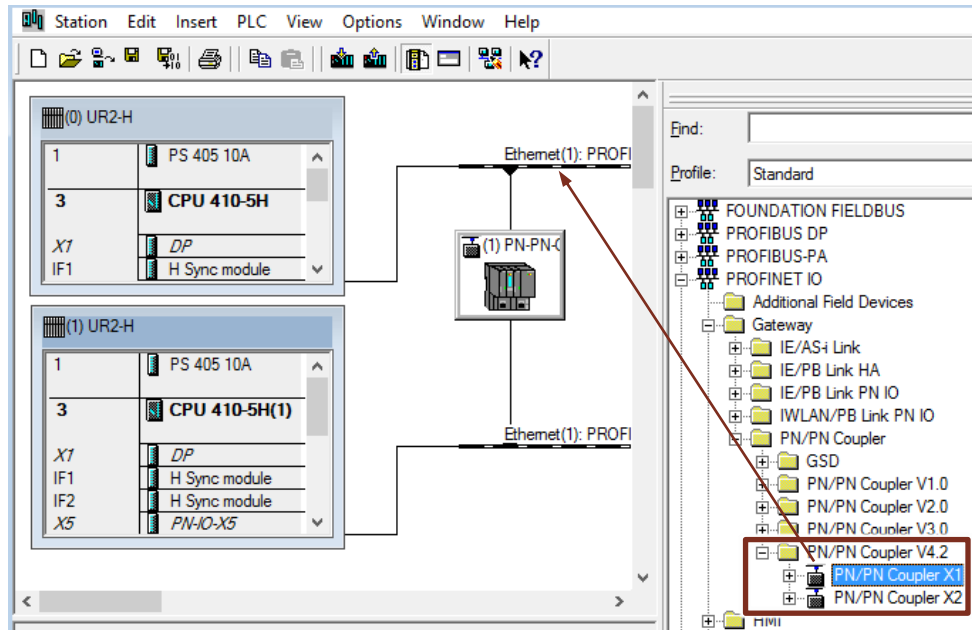 Station Edit Insert PLC View Options Window Help
(0) UR2-H
1 PS 405 10A
3 CPU 410-5H
X1 DP
IF1 H Sync module
(1) UR2-H
1 PS 405 10A
3 CPU 410-5H(1)
X1 DP
IF1 H Sync module
IF2 H Sync module
X5 PN-IO-X5
Ethernet(1): PROFI
(1) PN-PN-C
Ethernet(1): PROFI
Find:
Profile: Standard
FOUNDATION FIELDBUS
PROFIBUS DP
PROFIBUS-PA
PROFINET IO
Additional Field Devices
Gateway
IE/AS-i Link
IE/PB Link HA
IE/PB Link PN IO
IWLAN/PB Link PN IO
PN/PN Coupler
GSD
PN/PN Coupler V1.0
PN/PN Coupler V2.0
PN/PN Coupler V3.0
PN/PN Coupler V4.2
PN/PN Coupler X1
PN/PN Coupler X2
HMI